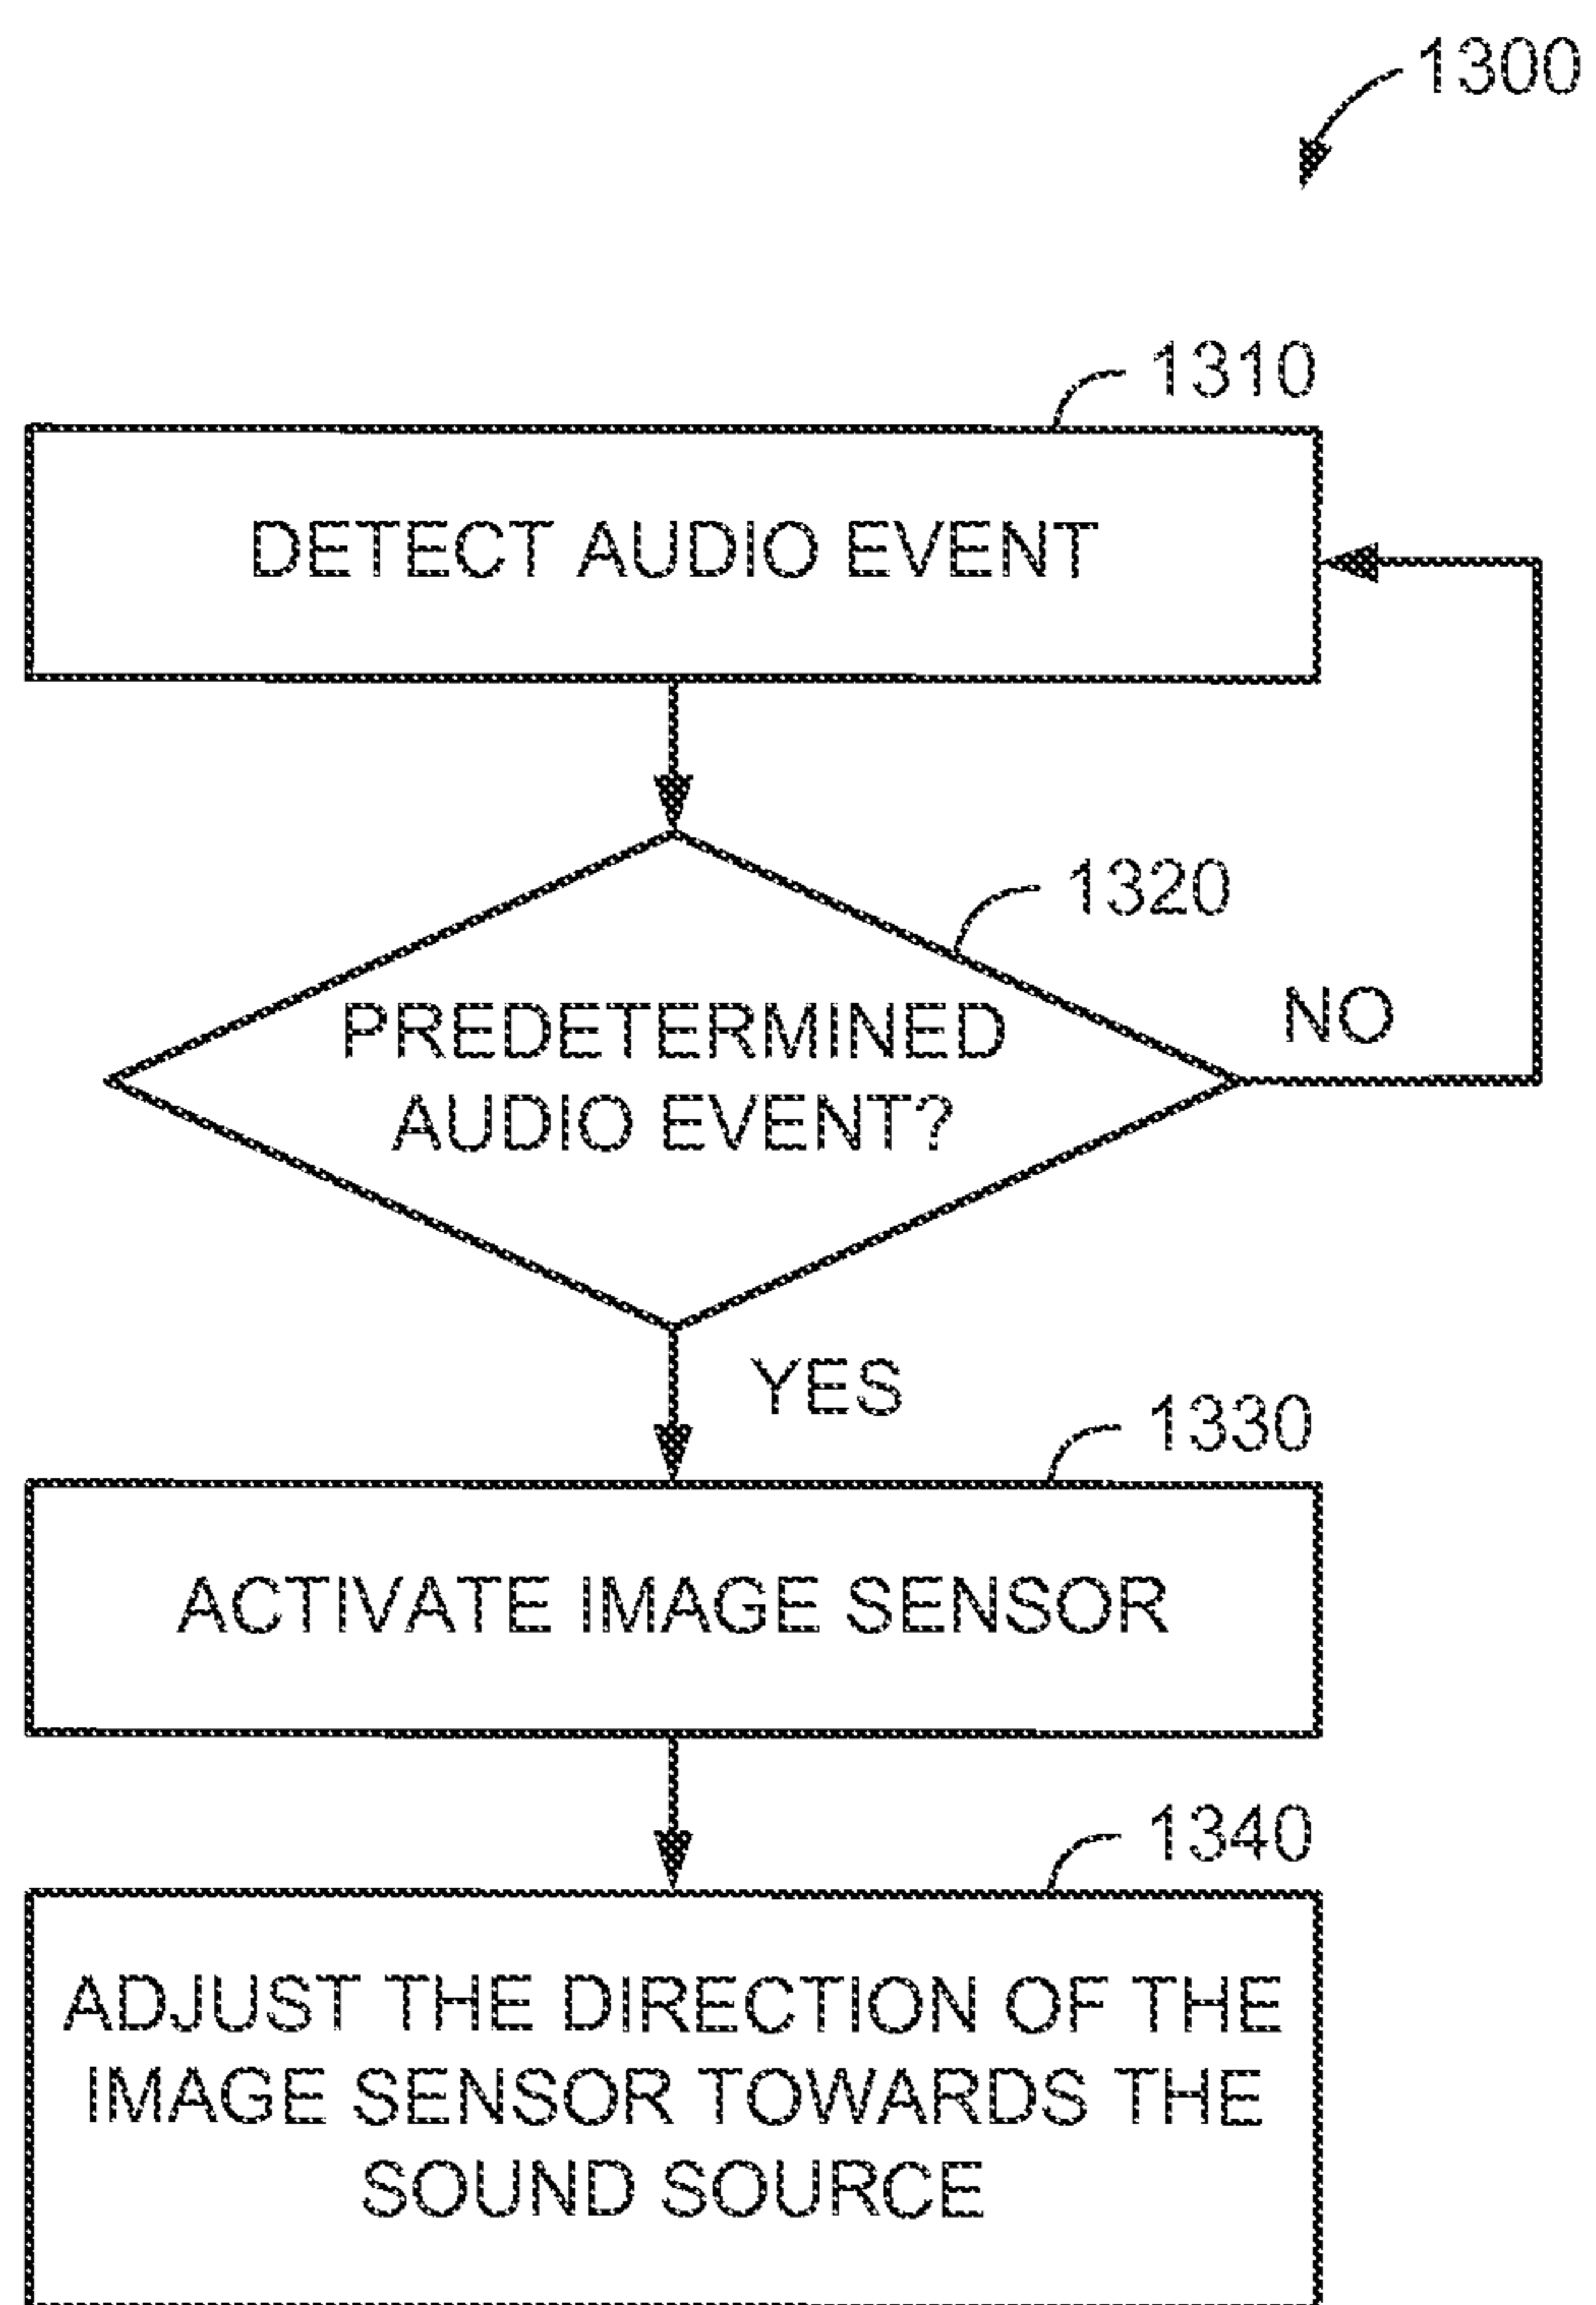 1300
1310
DETECT AUDIO EVENT
1320
PREDETERMINED
AUDIO EVENT?
NO
YES
1330
ACTIVATE IMAGE SENSOR
1340
ADJUST THE DIRECTION OF THE
IMAGE SENSOR TOWARDS THE
SOUND SOURCE